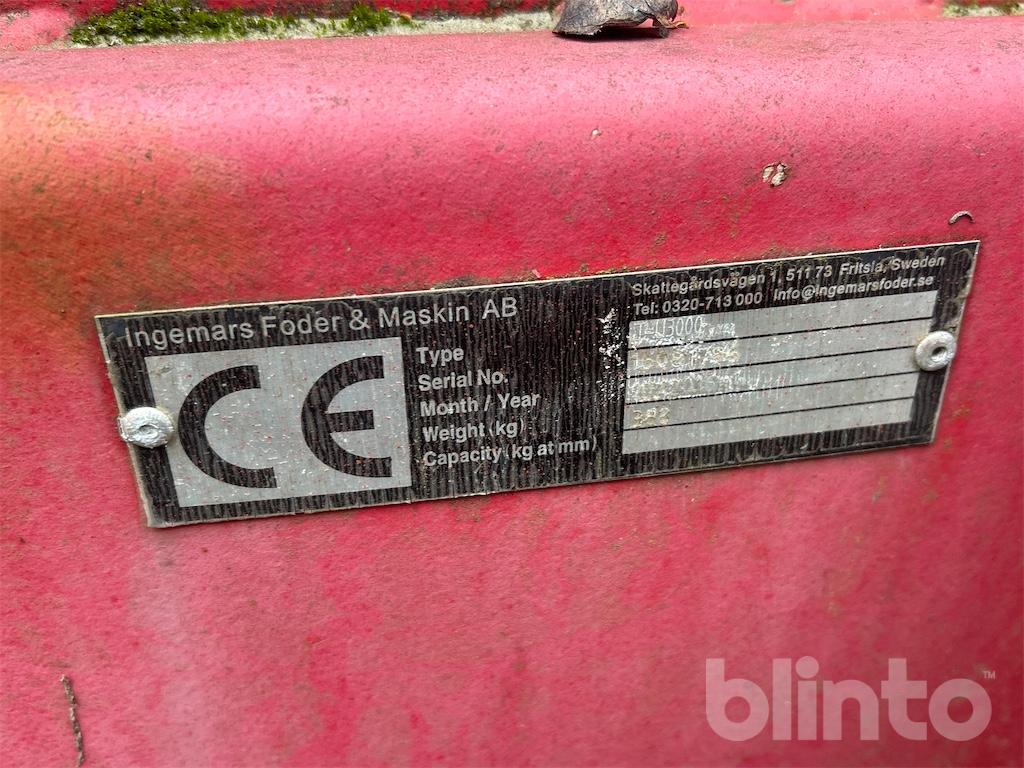 Ingemars Foder & Maskin AB
Skattegårdsvägen 1, 511 73 Fritsla, Sweden
Tel: 0320-713 000 Info@ingemarsfoder.se
CE
Type
Serial No.
Month / Year
Weight (kg)
Capacity (kg at mm)
blinto™